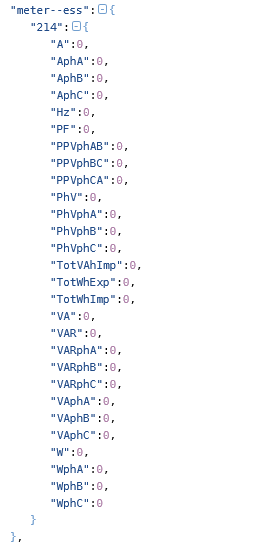 "meter--ess":{
"214":{
"A":0,
"AphA":0,
"AphB":0,
"AphC":0,
"Hz":0,
"PF":0,
"PPVphAB":0,
"PPVphBC":0,
"PPVphCA":0,
"PhV":0,
"PhVphA":0,
"PhVphB":0,
"PhVphC":0,
"TotVAhImp":0,
"TotWhExp":0,
"TotWhImp":0,
"VA":0,
"VAR":0,
"VARphA":0,
"VARphB":0,
"VARphC":0,
"VAphA":0,
"VAphB":0,
"VAphC":0,
"W":0,
"WphA":0,
"WphB":0,
"WphC":0
}
},